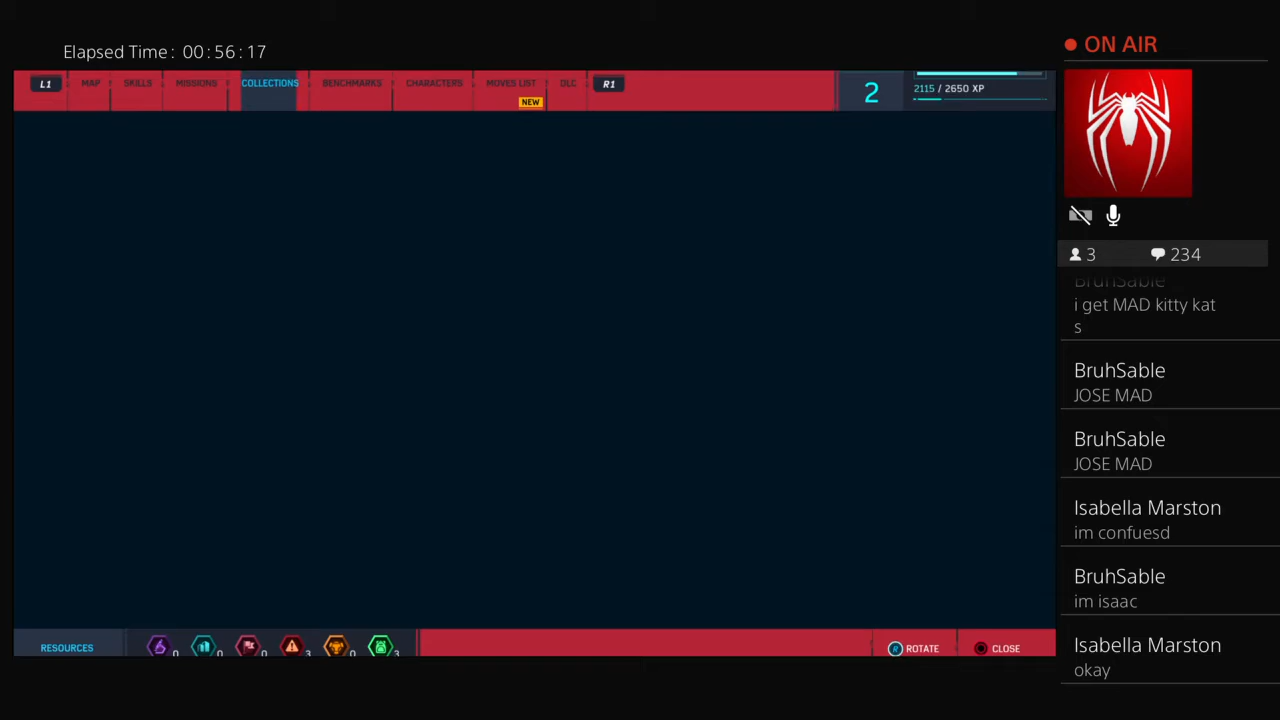 Elapsed Time: 00:56:17
ON AIR
L1 MAP SKILLS MISSIONS COLLECTIONS BENCHMARKS CHARACTERS MOVES LIST DLC R1
NEW
2
2115 / 2650 XP
3 234
BruhSable
i get MAD kitty kat
s
BruhSable
JOSE MAD
BruhSable
JOSE MAD
Isabella Marston
im confuesd
BruhSable
im isaac
Isabella Marston
okay
RESOURCES 0 0 0 3 0 3 R ROTATE CLOSE